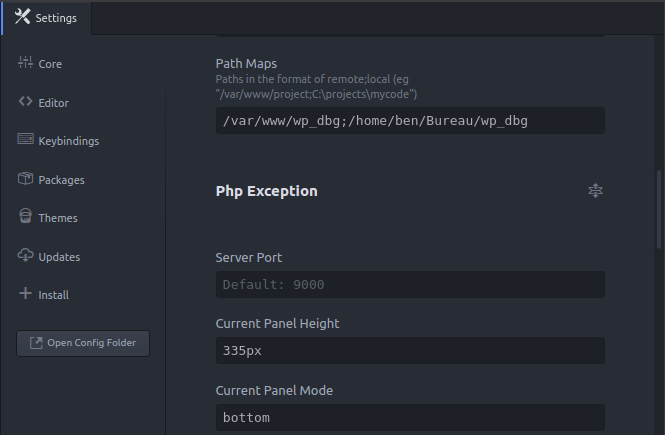 Settings
Core
Editor
Keybindings
Packages
Themes
Updates
Install
Open Config Folder
Path Maps
Paths in the format of remote;local (eg
"/var/www/project;C:\projects\mycode")
/var/www/wp_dbg;/home/ben/Bureau/wp_dbg
Php Exception
Server Port
Default: 9000
Current Panel Height
335px
Current Panel Mode
bottom